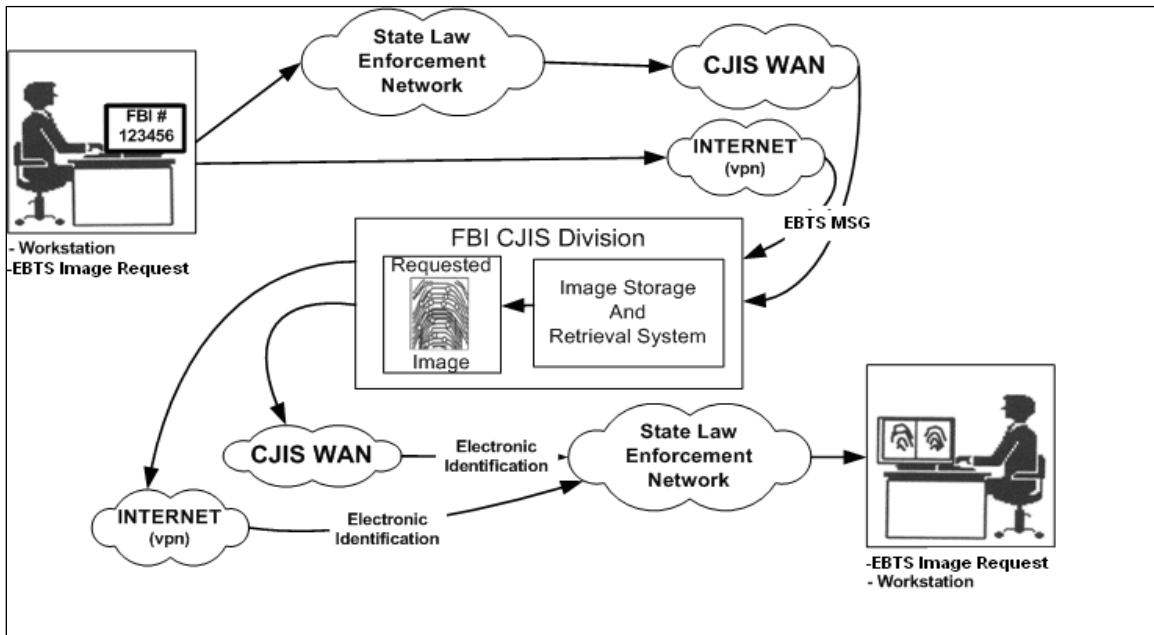 State Law
Enforcement
Network
CJIS WAN
FBI #
123456
INTERNET
(vpn)
- Workstation
-EBTS Image Request
EBTS MSG
FBI CJIS Division
Requested
Image
Image Storage
And
Retrieval System
CJIS WAN
Electronic
Identification
State Law
Enforcement
Network
INTERNET
(vpn)
Electronic
Identification
-EBTS Image Request
- Workstation